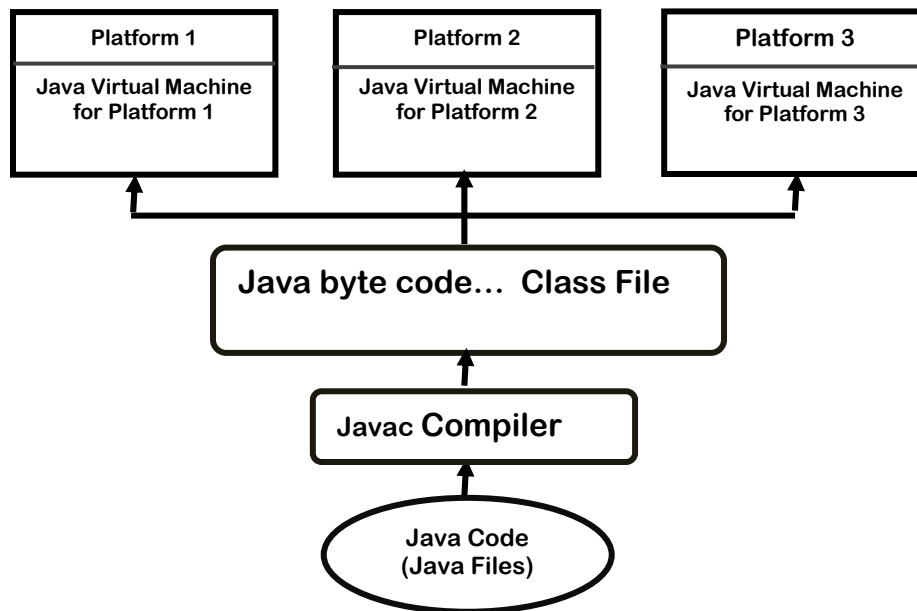 Platform 1
Java Virtual Machine
for Platform 1
Platform 2
Java Virtual Machine
for Platform 2
Platform 3
Java Virtual Machine
for Platform 3
Java byte code... Class File
Javac Compiler
Java Code
(Java Files)